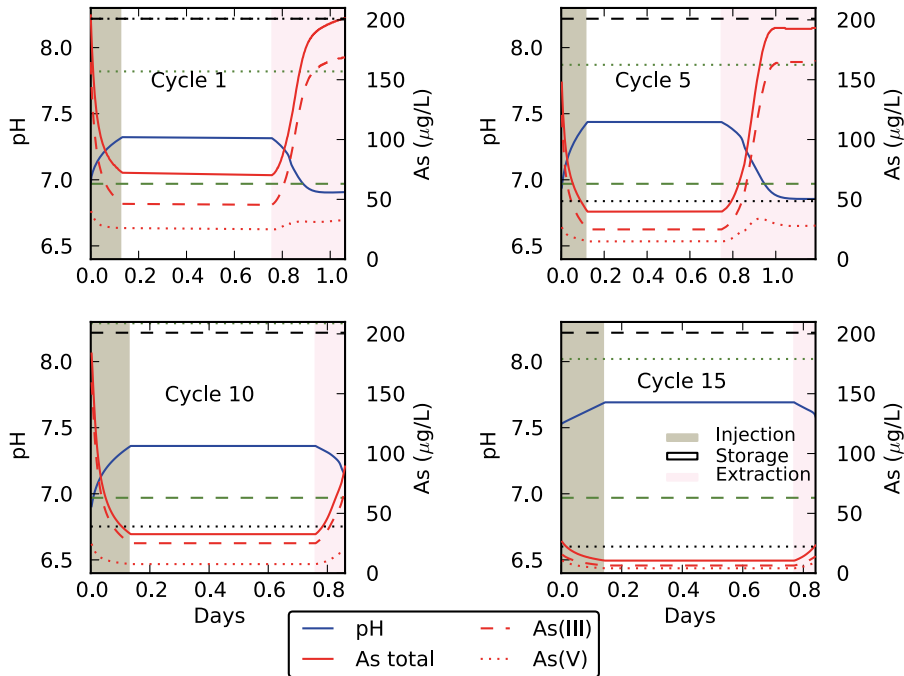 8.0
7.5
7.0
6.5
pH
Cycle 1
200
150
100
50
0
As (μg/L)
0.0 0.2 0.4 0.6 0.8 1.0
8.0
7.5
7.0
6.5
pH
Cycle 5
200
150
100
50
0
As (μg/L)
0.0 0.2 0.4 0.6 0.8 1.0
8.0
7.5
7.0
6.5
pH
Cycle 10
200
150
100
50
0
As (μg/L)
0.0 0.2 0.4 0.6 0.8
Days
8.0
7.5
7.0
6.5
pH
Cycle 15
Injection
Storage
Extraction
200
150
100
50
0
As (μg/L)
0.0 0.2 0.4 0.6 0.8
Days
pH
As total
As(III)
As(V)